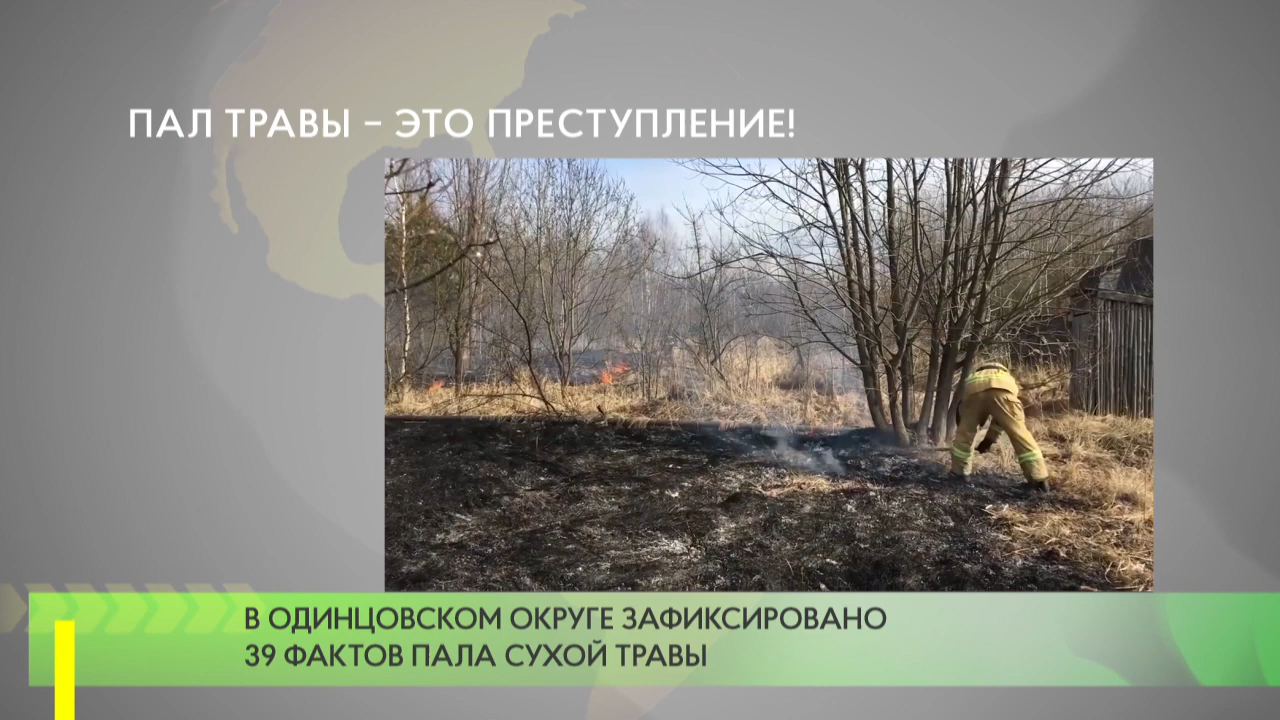 ПАЛ ТРАВЫ – ЭТО ПРЕСТУПЛЕНИЕ!
В ОДИНЦОВСКОМ ОКРУГЕ ЗАФИКСИРОВАНО
39 ФАКТОВ ПАЛА СУХОЙ ТРАВЫ